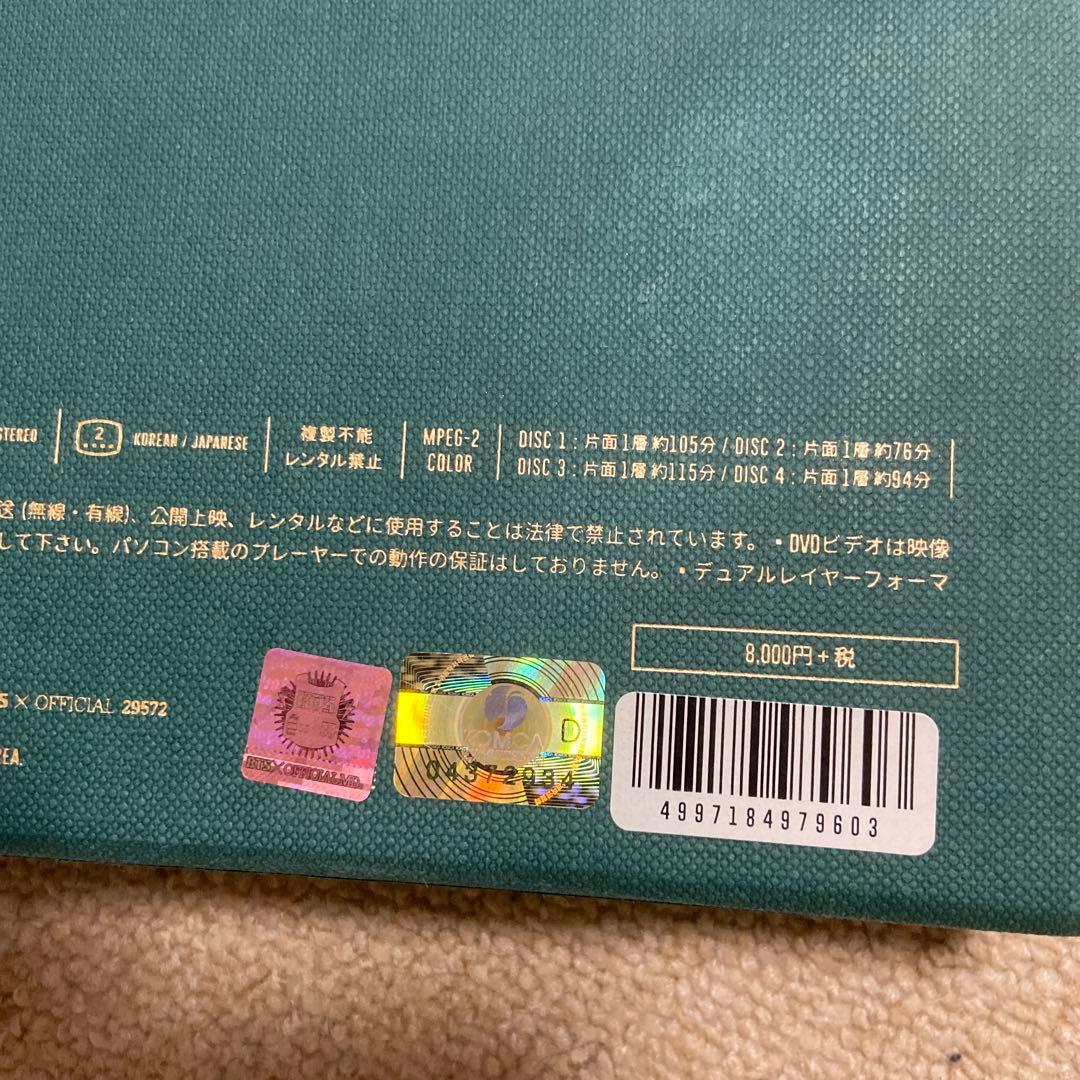 STEREO
2
KOREAN / JAPANESE
複製不能
レンタル禁止
MPEG-2
COLOR
DISC 1 : 片面1層 約105分 / DISC 2 : 片面1層 約76分
DISC 3 : 片面1層 約115分 / DISC 4 : 片面1層 約94分
送 (無線・有線)、公開上映、レンタルなどに使用することは法律で禁止されています。 ・DVDビデオは映像
して下さい。パソコン搭載のプレーヤーでの動作の保証はしておりません。 ・デュアルレイヤーフォーマ
8,000円+税
S × OFFICIAL 29572
EA.
BTS
BTS×OFFICIAL MD.
KOMCA
D
04372934
4997184979603